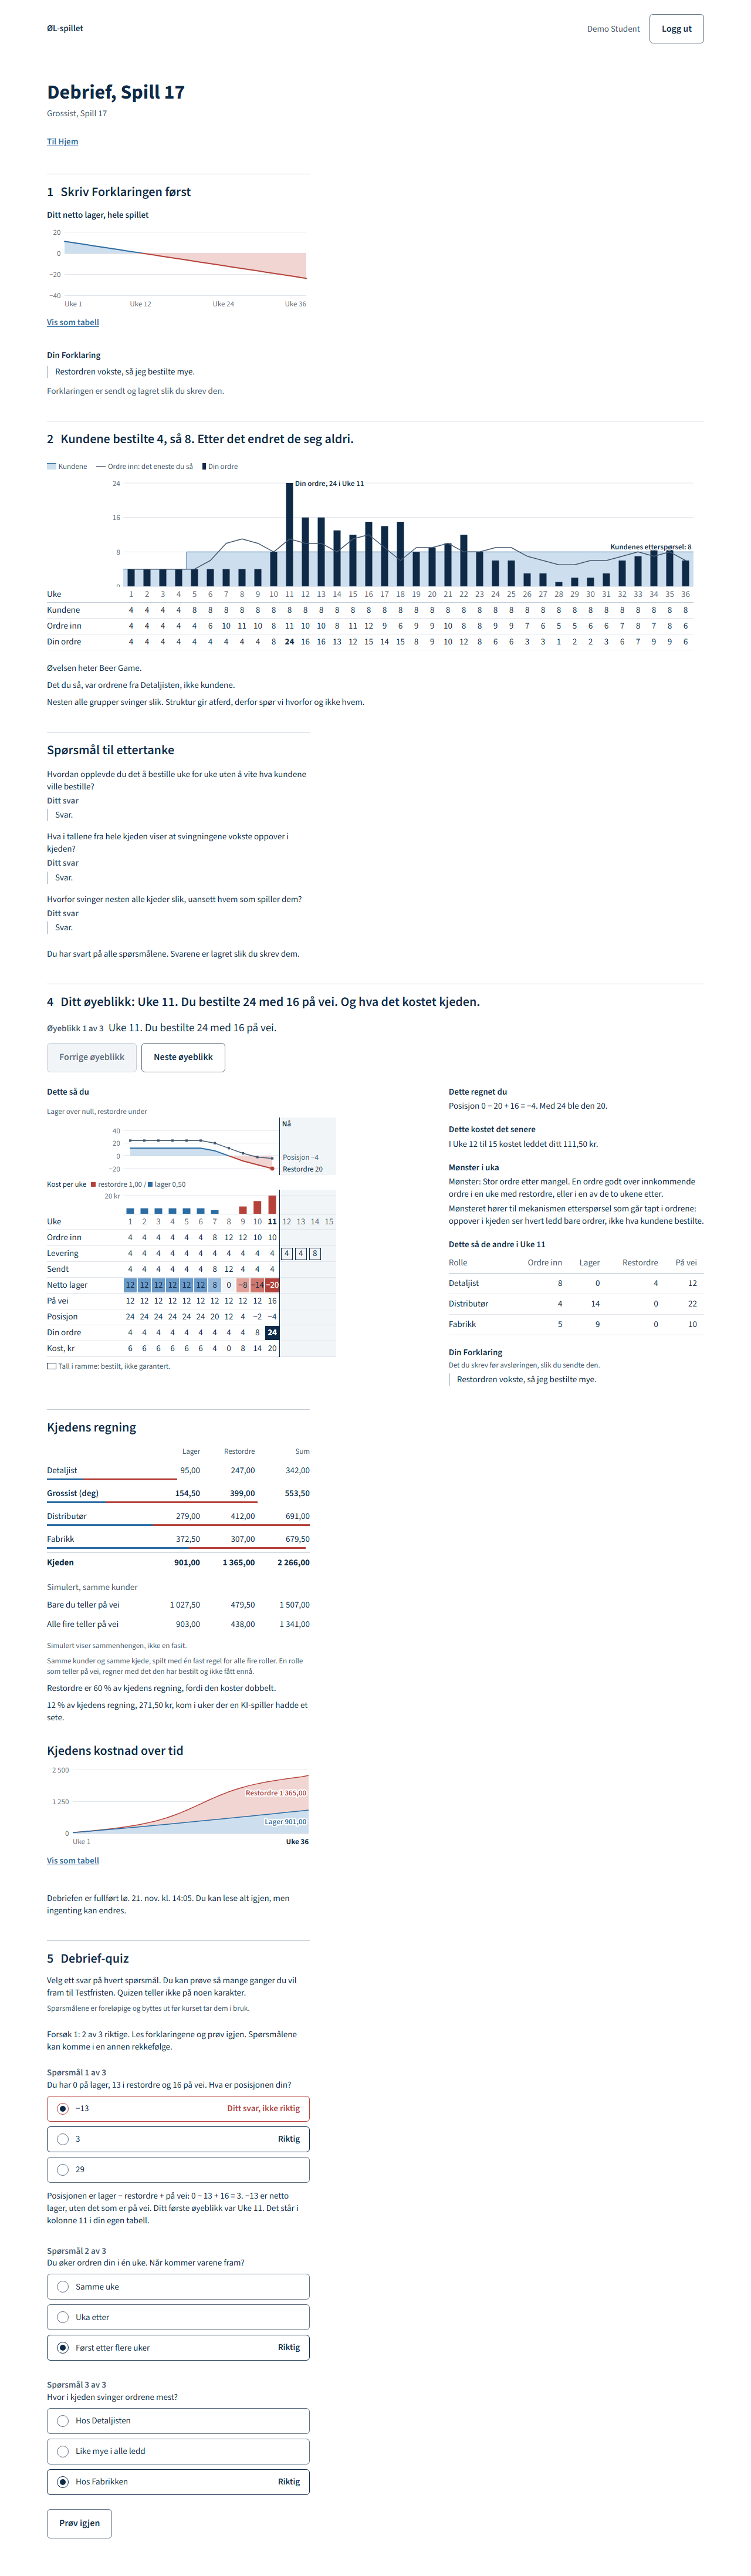 ØL-spillet
Demo Student
Logg ut
Debrief, Spill 17
Grossist, Spill 17
Til Hjem
1 Skriv Forklaringen først
Ditt netto lager, hele spillet
20
0
−20
−40
Uke 1 Uke 12 Uke 24 Uke 36
Vis som tabell
Din Forklaring
Restordren vokste, så jeg bestilte mye.
Forklaringen er sendt og lagret slik du skrev den.
2 Kundene bestilte 4, så 8. Etter det endret de seg aldri.
Kundene Ordre inn: det eneste du så Din ordre
24
Din ordre, 24 i Uke 11
16
8
Kundenes etterspørsel: 8
0
Uke 1 2 3 4 5 6 7 8 9 10 11 12 13 14 15 16 17 18 19 20 21 22 23 24 25 26 27 28 29 30 31 32 33 34 35 36
Kundene 4 4 4 4 8 8 8 8 8 8 8 8 8 8 8 8 8 8 8 8 8 8 8 8 8 8 8 8 8 8 8 8 8 8 8 8
Ordre inn 4 4 4 4 4 6 10 11 10 8 11 10 10 8 11 12 9 6 9 9 10 8 8 9 9 7 6 5 5 6 6 7 8 7 8 6
Din ordre 4 4 4 4 4 4 4 4 4 8 24 16 16 13 12 15 14 15 8 9 10 12 8 6 6 3 3 1 2 2 3 6 7 9 9 6
Øvelsen heter Beer Game.
Det du så, var ordrene fra Detaljisten, ikke kundene.
Nesten alle grupper svinger slik. Struktur gir atferd, derfor spør vi hvorfor og ikke hvem.
Spørsmål til ettertanke
Hvordan opplevde du det å bestille uke for uke uten å vite hva kundene
ville bestille?
Ditt svar
Svar.
Hva i tallene fra hele kjeden viser at svingningene vokste oppover i
kjeden?
Ditt svar
Svar.
Hvorfor svinger nesten alle kjeder slik, uansett hvem som spiller dem?
Ditt svar
Svar.
Du har svart på alle spørsmålene. Svarene er lagret slik du skrev dem.
4 Ditt øyeblikk: Uke 11. Du bestilte 24 med 16 på vei. Og hva det kostet kjeden.
Øyeblikk 1 av 3 Uke 11. Du bestilte 24 med 16 på vei.
Forrige øyeblikk
Neste øyeblikk
Dette så du
Lager over null, restordre under
Nå
40
20
0
−20
Posisjon −4
Restordre 20
Kost per uke restordre 1,00 / lager 0,50
20 kr
Uke 1 2 3 4 5 6 7 8 9 10 11 12 13 14 15
Ordre inn 4 4 4 4 4 4 8 12 12 10 10
Levering 4 4 4 4 4 4 4 4 4 4 4 4 4 8
Sendt 4 4 4 4 4 4 8 12 4 4 4
Netto lager 12 12 12 12 12 12 8 0 −8 −14 −20
På vei 12 12 12 12 12 12 12 12 12 12 16
Posisjon 24 24 24 24 24 24 20 12 4 −2 −4
Din ordre 4 4 4 4 4 4 4 4 4 8 24
Kost, kr 6 6 6 6 6 6 4 0 8 14 20
Tall i ramme: bestilt, ikke garantert.
Dette regnet du
Posisjon 0 − 20 + 16 = −4. Med 24 ble den 20.
Dette kostet det senere
I Uke 12 til 15 kostet leddet ditt 111,50 kr.
Mønster i uka
Mønster: Stor ordre etter mangel. En ordre godt over innkommende
ordre i en uke med restordre, eller i en av de to ukene etter.
Mønsteret hører til mekanismen etterspørsel som går tapt i ordrene:
oppover i kjeden ser hvert ledd bare ordrer, ikke hva kundene bestilte.
Dette så de andre i Uke 11
Rolle Ordre inn Lager Restordre På vei
Detaljist 8 0 4 12
Distributør 4 14 0 22
Fabrikk 5 9 0 10
Din Forklaring
Det du skrev før avsløringen, slik du sendte den.
Restordren vokste, så jeg bestilte mye.
Kjedens regning
Lager Restordre Sum
Detaljist 95,00 247,00 342,00
Grossist (deg) 154,50 399,00 553,50
Distributør 279,00 412,00 691,00
Fabrikk 372,50 307,00 679,50
Kjeden 901,00 1 365,00 2 266,00
Simulert, samme kunder
Bare du teller på vei 1 027,50 479,50 1 507,00
Alle fire teller på vei 903,00 438,00 1 341,00
Simulert viser sammenhengen, ikke en fasit.
Samme kunder og samme kjede, spilt med én fast regel for alle fire roller. En rolle
som teller på vei, regner med det den har bestilt og ikke fått ennå.
Restordre er 60 % av kjedens regning, fordi den koster dobbelt.
12 % av kjedens regning, 271,50 kr, kom i uker der en KI-spiller hadde et
sete.
Kjedens kostnad over tid
2 500
Restordre 1 365,00
1 250
Lager 901,00
0
Uke 1 Uke 36
Vis som tabell
Debriefen er fullført lø. 21. nov. kl. 14:05. Du kan lese alt igjen, men
ingenting kan endres.
5 Debrief-quiz
Velg ett svar på hvert spørsmål. Du kan prøve så mange ganger du vil
fram til Testfristen. Quizen teller ikke på noen karakter.
Spørsmålene er foreløpige og byttes ut før kurset tar dem i bruk.
Forsøk 1: 2 av 3 riktige. Les forklaringene og prøv igjen. Spørsmålene
kan komme i en annen rekkefølge.
Spørsmål 1 av 3
Du har 0 på lager, 13 i restordre og 16 på vei. Hva er posisjonen din?
−13 Ditt svar, ikke riktig
3 Riktig
29
Posisjonen er lager − restordre + på vei: 0 − 13 + 16 = 3. −13 er netto
lager, uten det som er på vei. Ditt første øyeblikk var Uke 11. Det står i
kolonne 11 i din egen tabell.
Spørsmål 2 av 3
Du øker ordren din i én uke. Når kommer varene fram?
Samme uke
Uka etter
Først etter flere uker Riktig
Spørsmål 3 av 3
Hvor i kjeden svinger ordrene mest?
Hos Detaljisten
Like mye i alle ledd
Hos Fabrikken Riktig
Prøv igjen